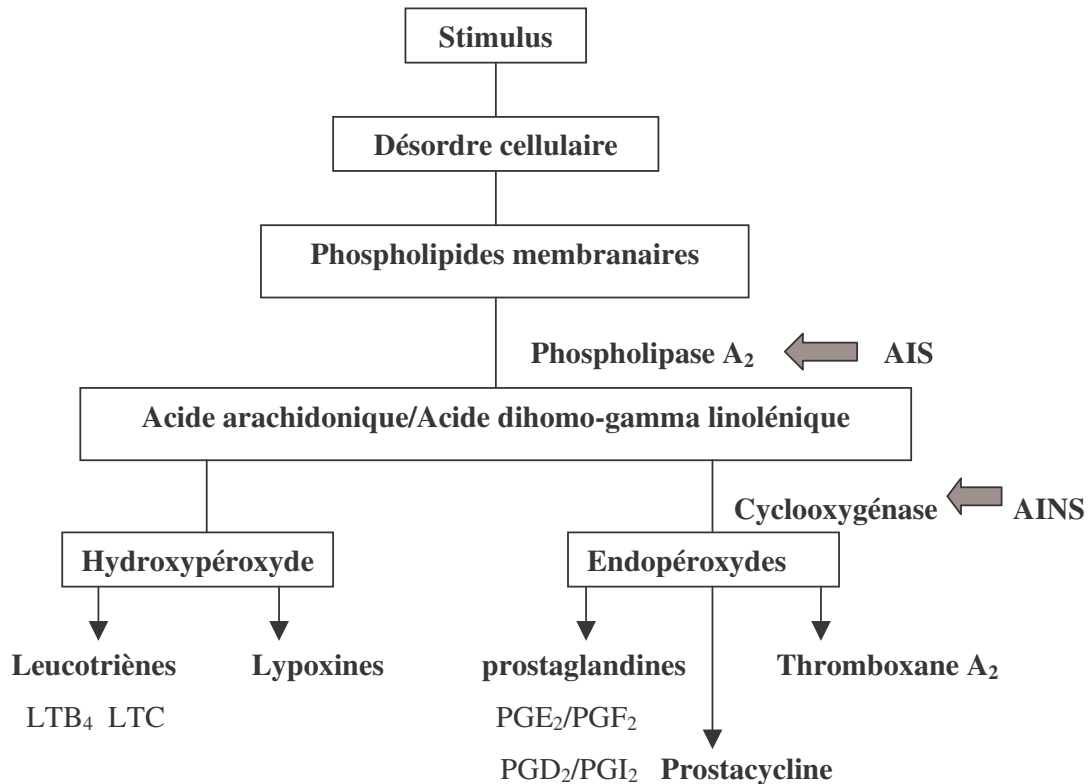 Stimulus
Désordre cellulaire
Phospholipides membranaires
Phospholipase A₂ AIS
Acide arachidonique/Acide dihomo-gamma linolénique
Cyclooxygénase AINS
Hydroxypéroxyde Endopéroxydes
Leucotriènes Lypoxines prostaglandines Thromboxane A₂
LTB₄ LTC PGE₂/PGF₂
PGD₂/PGI₂ Prostacycline